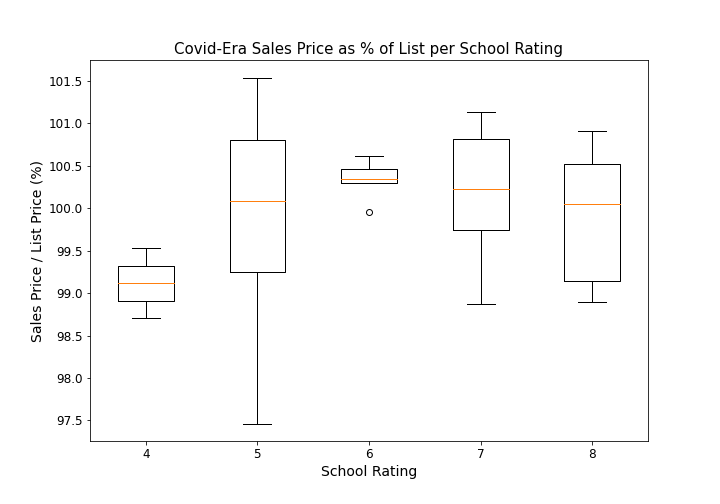 Covid-Era Sales Price as % of List per School Rating
101.5
101.0
100.5
100.0
99.5
99.0
98.5
98.0
97.5
Sales Price / List Price (%)
4 5 6 7 8
School Rating